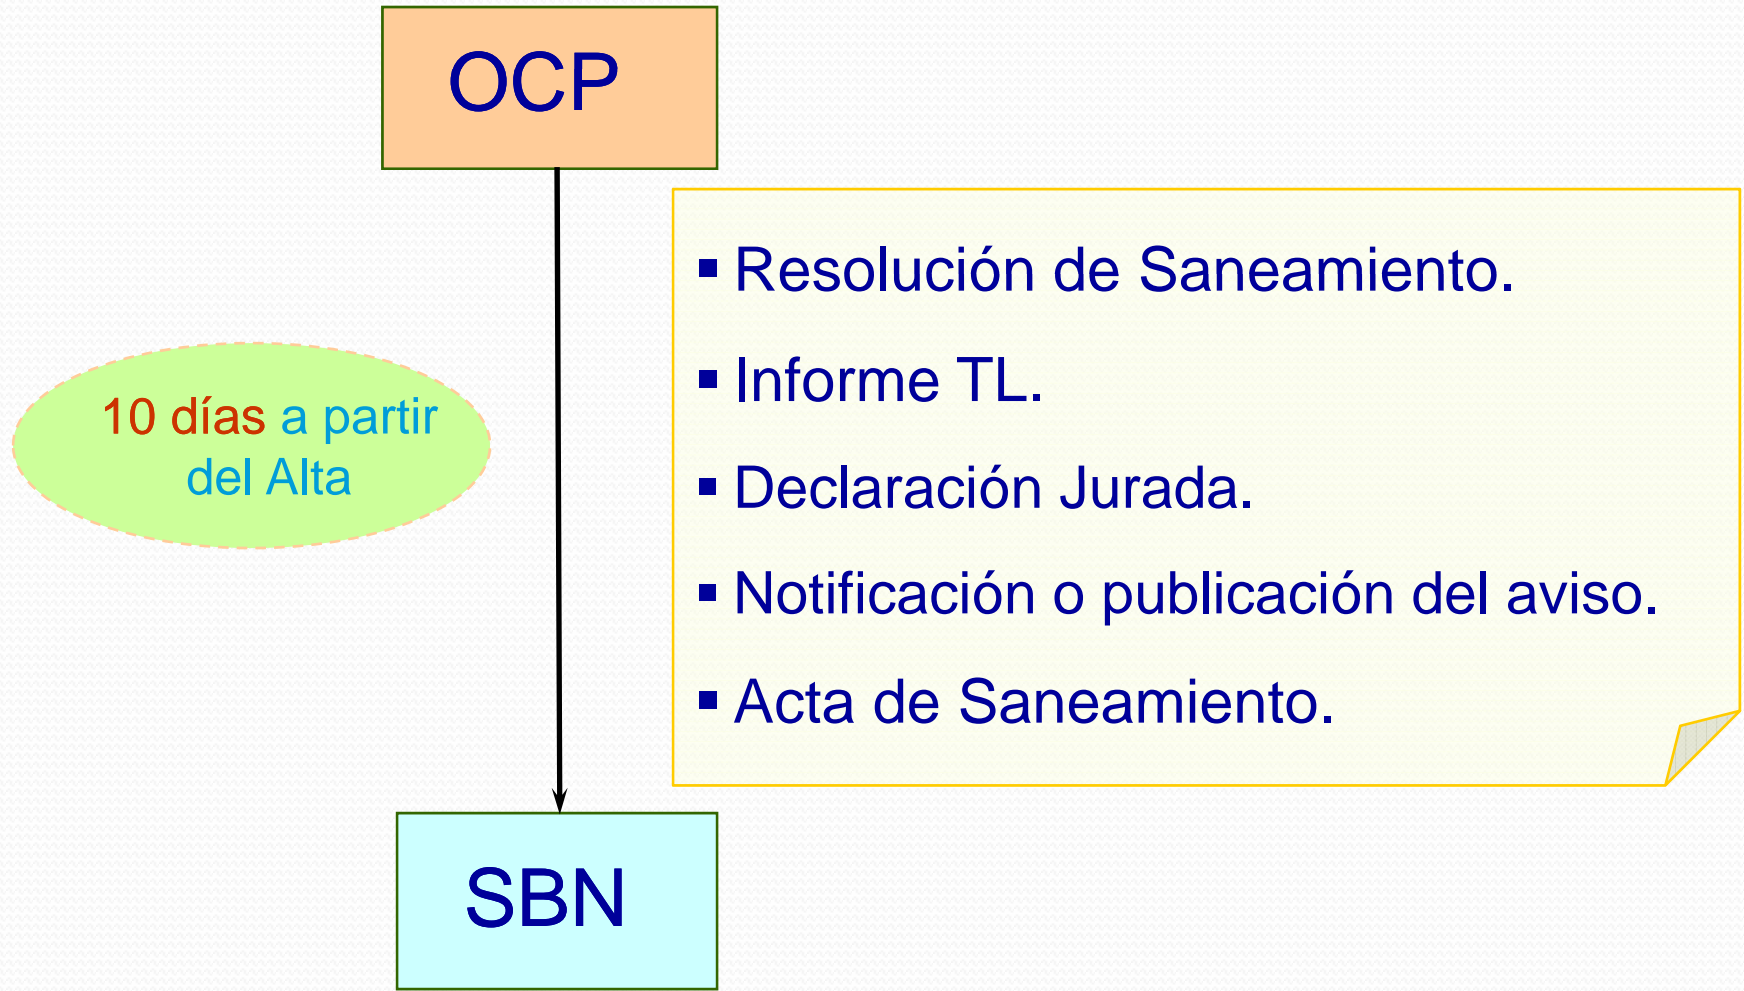 OCP
▪ Resolución de Saneamiento.
▪ Informe TL.
10 días a partir
del Alta
▪ Declaración Jurada.
▪ Notificación o publicación del aviso.
▪ Acta de Saneamiento.
SBN